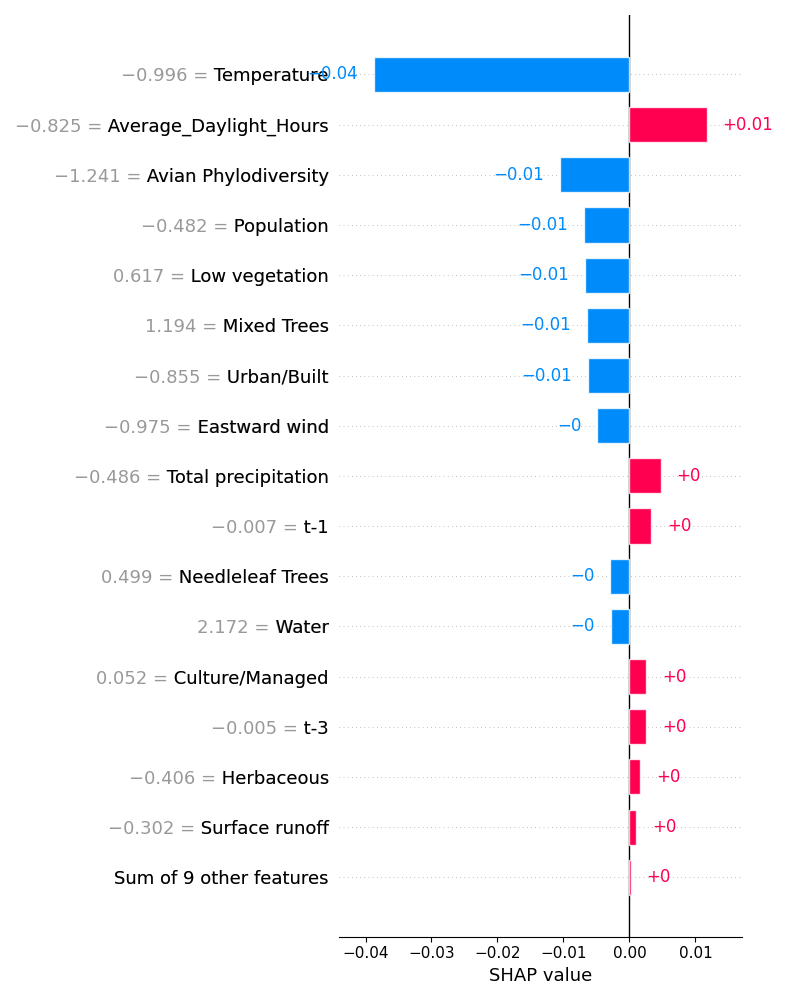 −0.996 = Temperature −0.04
−0.825 = Average_Daylight_Hours +0.01
−1.241 = Avian Phylodiversity −0.01
−0.482 = Population −0.01
0.617 = Low vegetation −0.01
1.194 = Mixed Trees −0.01
−0.855 = Urban/Built −0.01
−0.975 = Eastward wind −0
−0.486 = Total precipitation +0
−0.007 = t-1 +0
0.499 = Needleleaf Trees −0
2.172 = Water −0
0.052 = Culture/Managed +0
−0.005 = t-3 +0
−0.406 = Herbaceous +0
−0.302 = Surface runoff +0
Sum of 9 other features +0
−0.04 −0.03 −0.02 −0.01 0.00 0.01
SHAP value